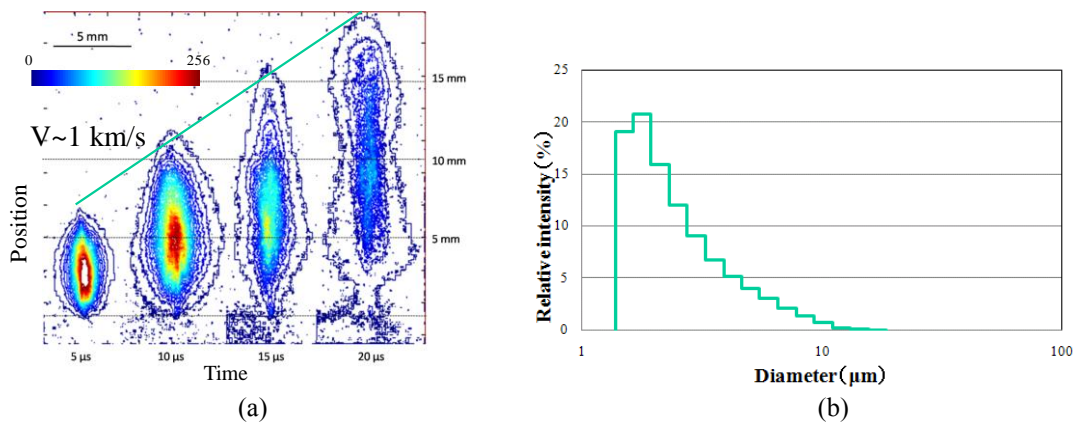 5 mm
0 256
V~1 km/s
15 mm
10 mm
5 mm
Position
5 μs 10 μs 15 μs 20 μs
Time
(a)
25
20
15
10
5
0
Relative intensity(%)
1 10 100
Diameter(μm)
(b)